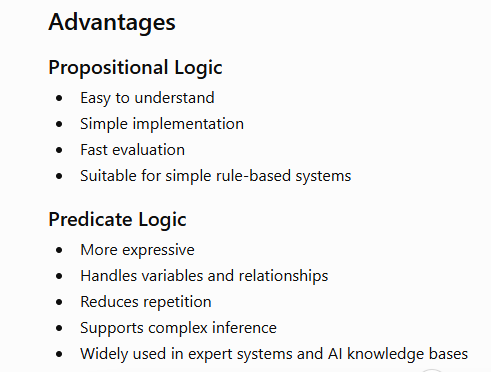 Advantages
Propositional Logic
• Easy to understand
• Simple implementation
• Fast evaluation
• Suitable for simple rule-based systems
Predicate Logic
• More expressive
• Handles variables and relationships
• Reduces repetition
• Supports complex inference
• Widely used in expert systems and AI knowledge bases